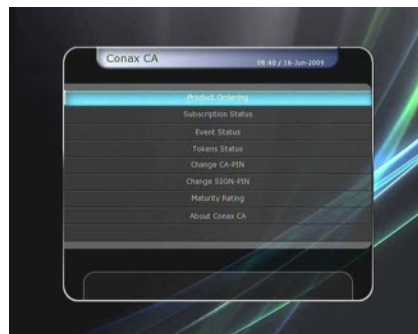 Conax CA
08:40 / 16-Jun-2009
Product Ordering
Subscription Status
Event Status
Tokens Status
Change CA-PIN
Change SIGN-PIN
Maturity Rating
About Conax CA